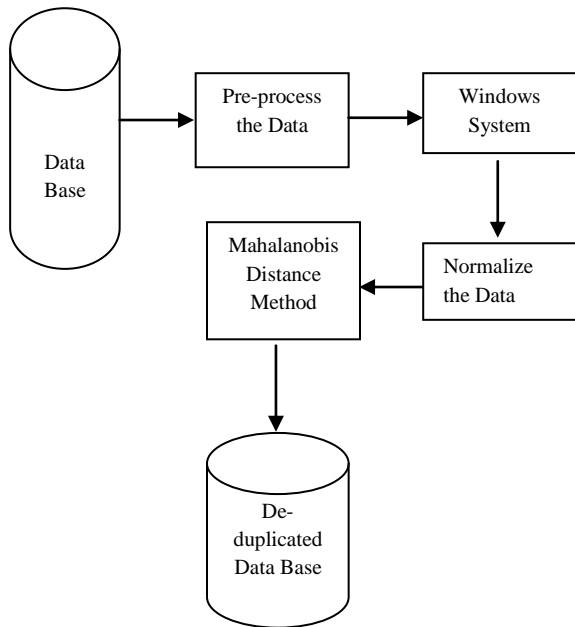 Data
Base
Pre-process
the Data
Windows
System
Normalize
the Data
Mahalanobis
Distance
Method
De-
duplicated
Data Base